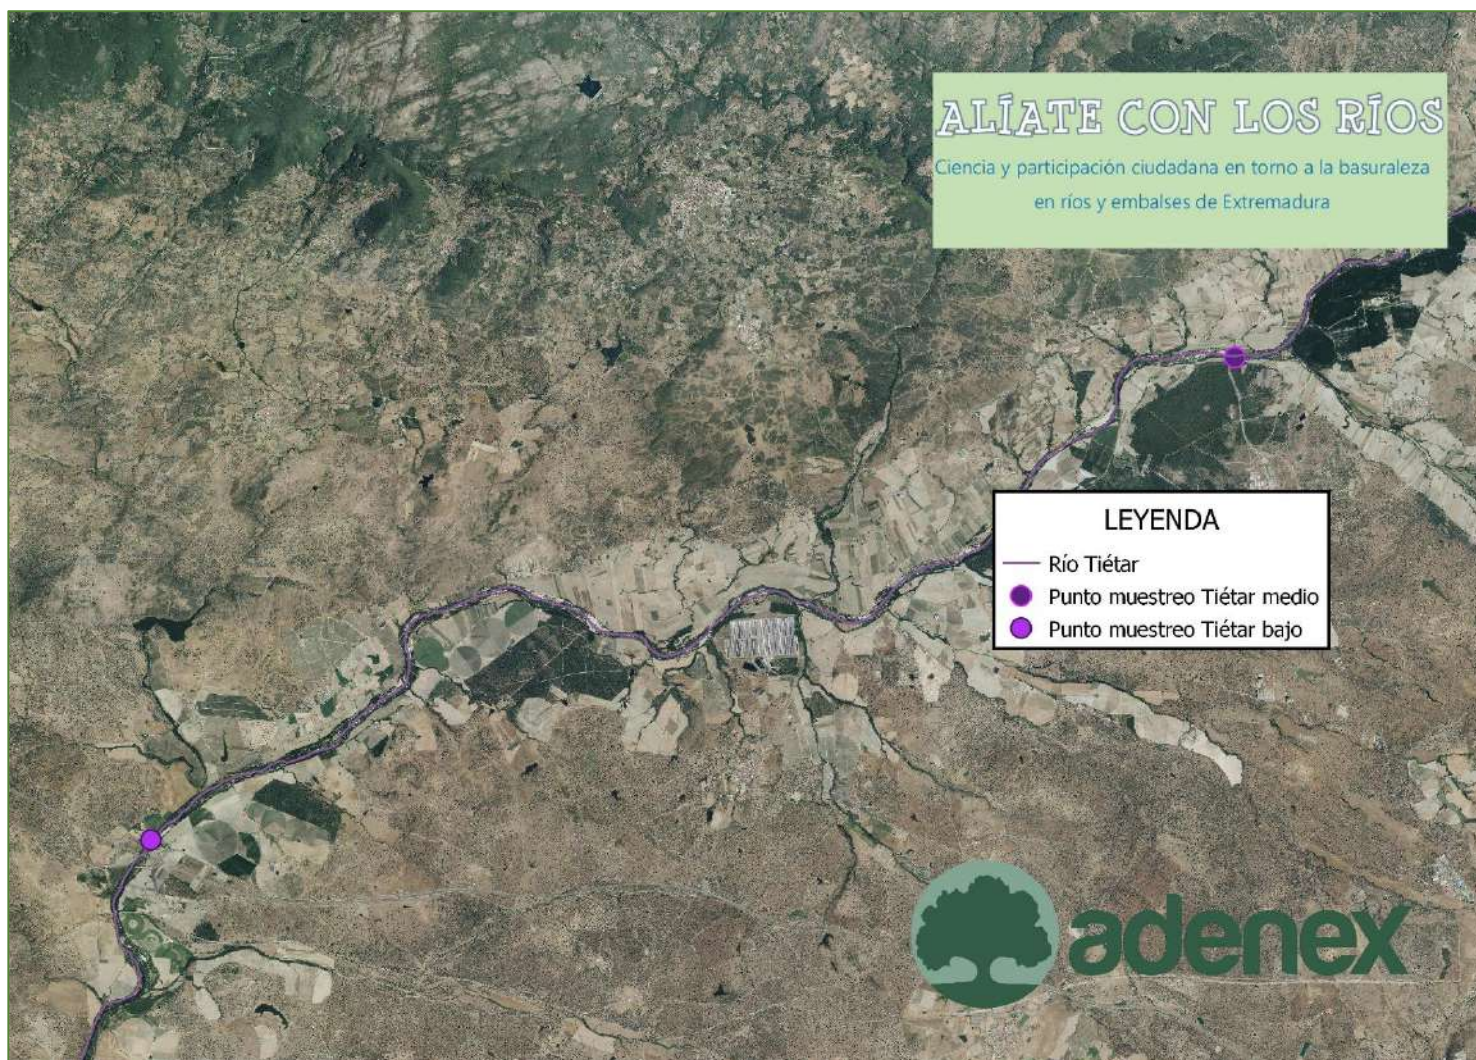 ALÍATE CON LOS RÍOS
Ciencia y participación ciudadana en torno a la basuraleza
en ríos y embalses de Extremadura
LEYENDA
Río Tiétar
Punto muestreo Tiétar medio
Punto muestreo Tiétar bajo
adenex